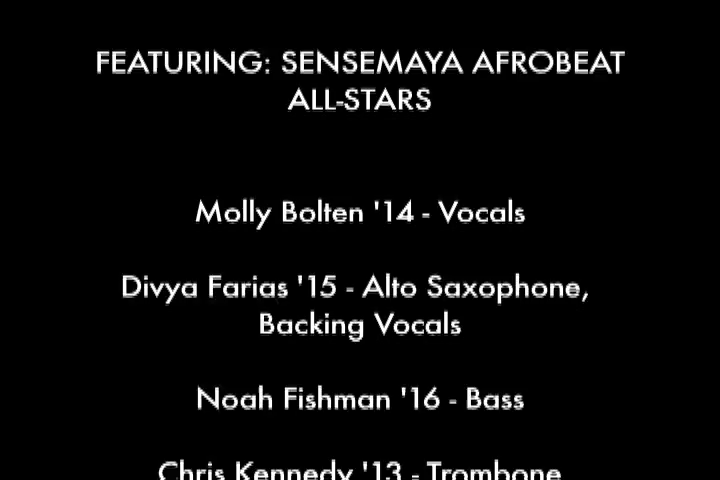 FEATURING: SENSEMAYA AFROBEAT
ALL-STARS
Molly Bolten '14 - Vocals
Divya Farias '15 - Alto Saxophone,
Backing Vocals
Noah Fishman '16 - Bass
Chris Kennedy '13 - Trombone